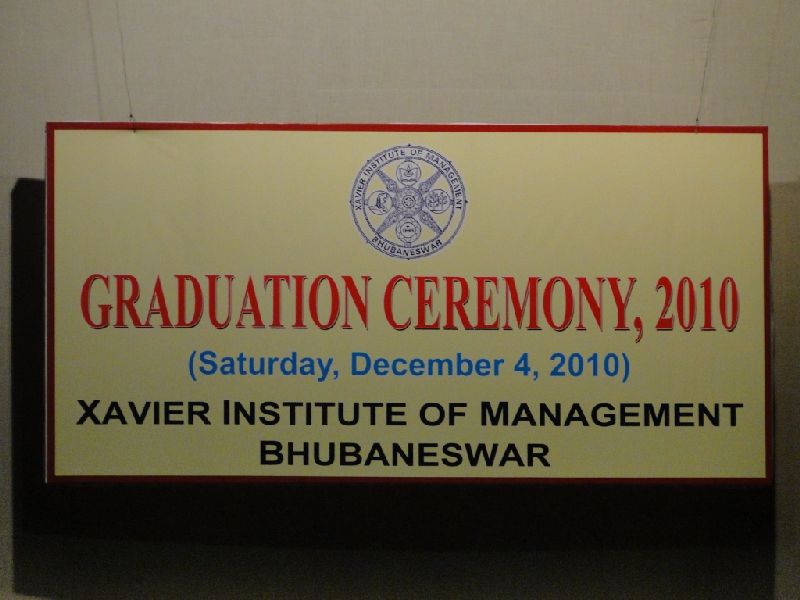 XAVIER INSTITUTE OF MANAGEMENT
BHUBANESWAR
GRADUATION CEREMONY, 2010
(Saturday, December 4, 2010)
XAVIER INSTITUTE OF MANAGEMENT
BHUBANESWAR